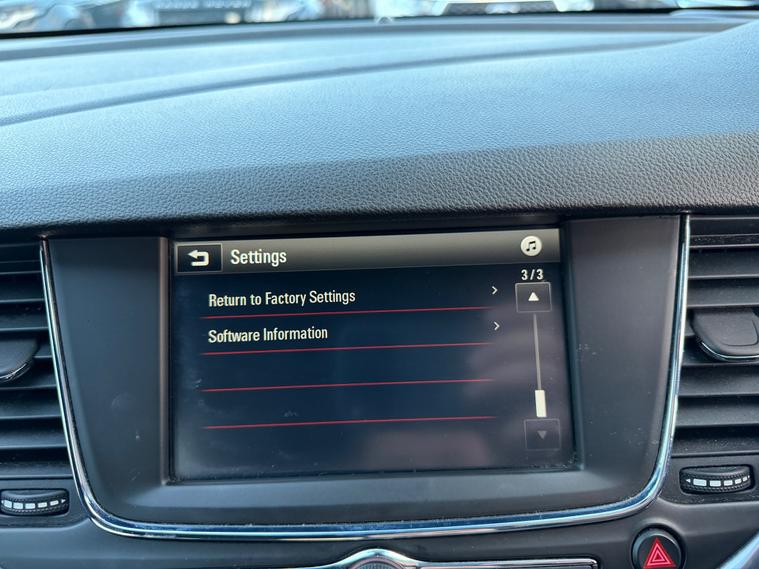 Settings
3/3
Return to Factory Settings
Software Information